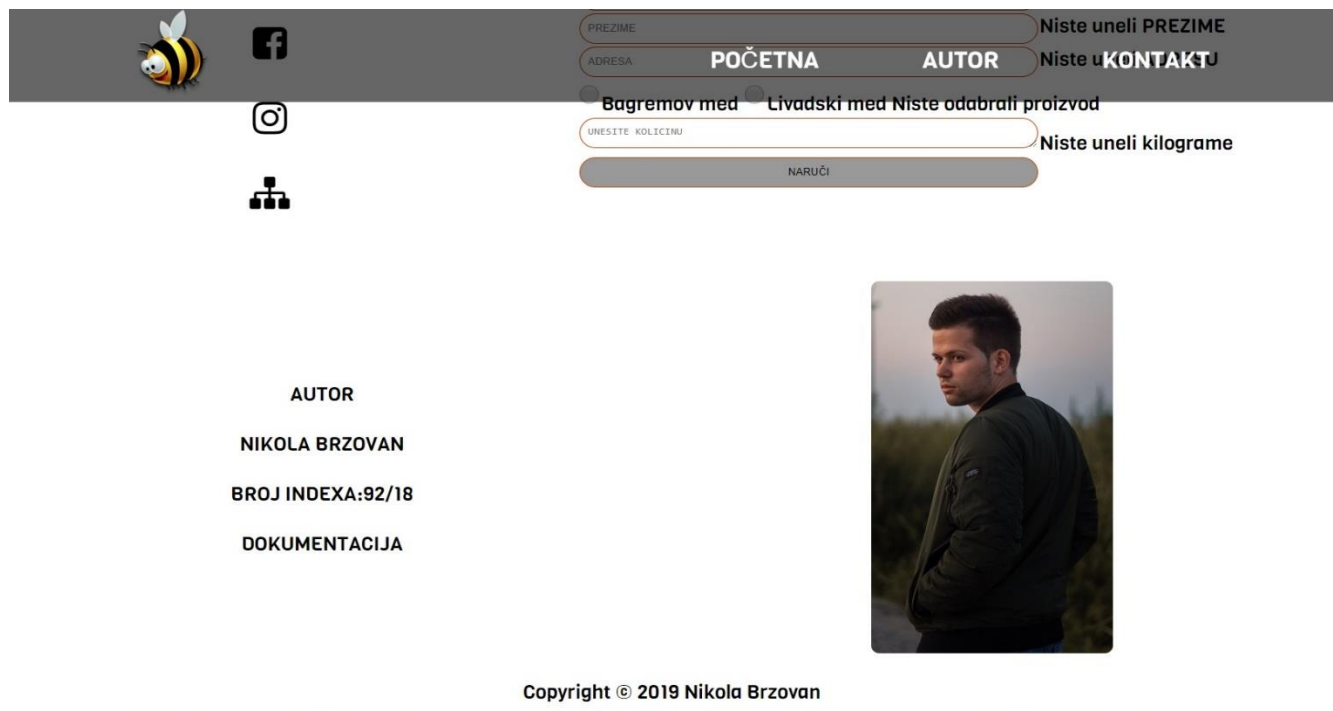 PREZIME Niste uneli PREZIME
ADRESA POČETNA AUTOR KONTAKT
Bagremov med Livadski med Niste odabrali proizvod
UNESITE KOLICINU Niste uneli kilograme
NARUČI
AUTOR
NIKOLA BRZOVAN
BROJ INDEXA:92/18
DOKUMENTACIJA
Copyright © 2019 Nikola Brzovan